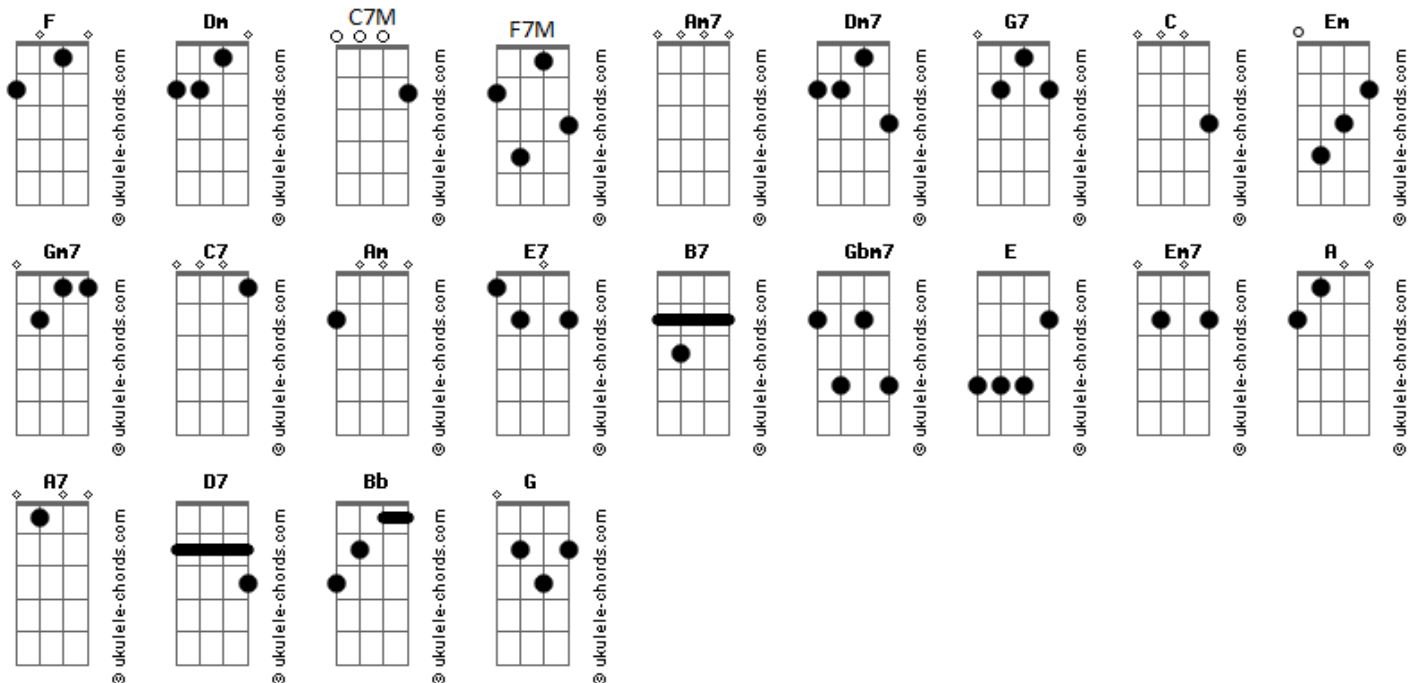 F Dm C7M F7M Am7 Dm7 G7 C Em
© ukulele-chords.com © ukulele-chords.com © ukulele-chords.com © ukulele-chords.com © ukulele-chords.com © ukulele-chords.com © ukulele-chords.com © ukulele-chords.com © ukulele-chords.com
Gm7 C7 Am E7 B7 Gbm7 E Em7 A
© ukulele-chords.com © ukulele-chords.com © ukulele-chords.com © ukulele-chords.com © ukulele-chords.com © ukulele-chords.com © ukulele-chords.com © ukulele-chords.com © ukulele-chords.com
A7 D7 Bb G
© ukulele-chords.com © ukulele-chords.com © ukulele-chords.com © ukulele-chords.com